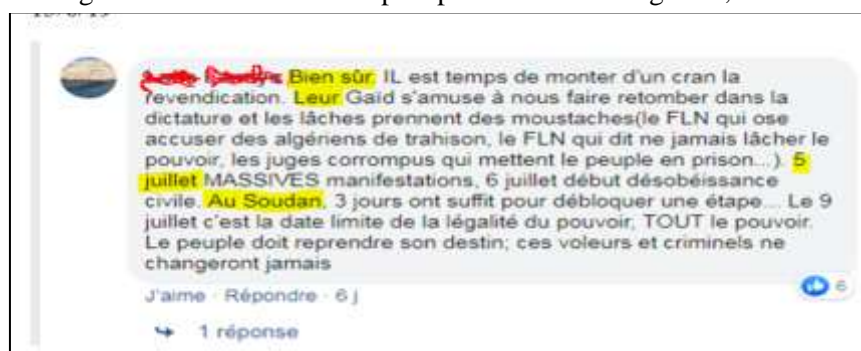 Bien sûr. IL est temps de monter d'un cran la
revendication. Leur Gaid s'amuse à nous faire retomber dans la
dictature et les lâches prennent des moustaches(le FLN qui ose
accuser des algériens de trahison, le FLN qui dit ne jamais lâcher le
pouvoir, les juges corrompus qui mettent le peuple en prison...). 5
juillet MASSIVES manifestations, 6 juillet début désobéissance
civile. Au Soudan, 3 jours ont suffit pour débloquer une étape... Le 9
juillet c'est la date limite de la légalité du pouvoir, TOUT le pouvoir.
Le peuple doit reprendre son destin; ces voleurs et criminels ne
changeront jamais
J'aime · Répondre · 6 j
6
1 réponse